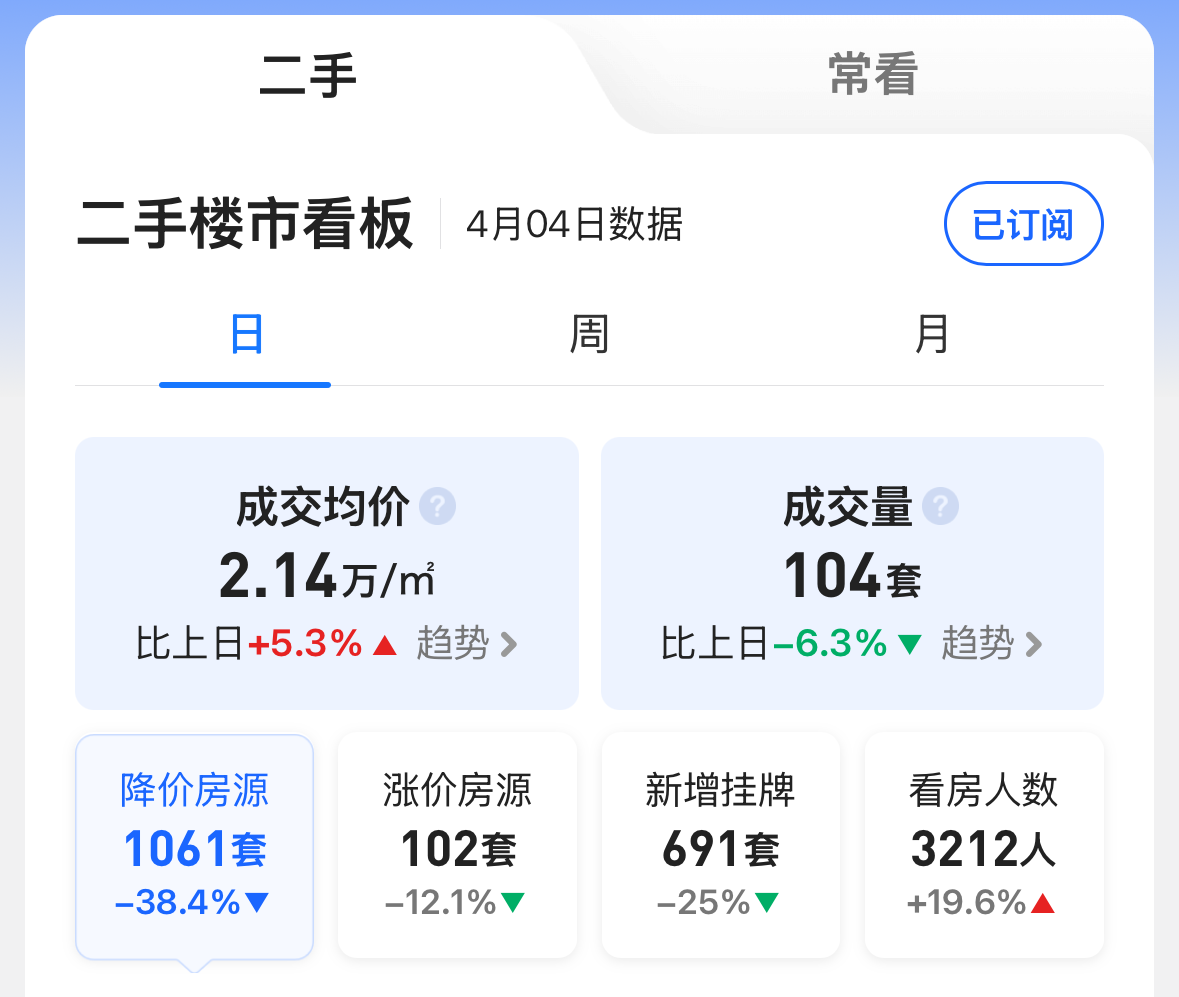 二手
常看
二手楼市看板
4月04日数据
已订阅
日
周
月
成交均价 ?
2.14万/㎡
比上日+5.3% ▲ 趋势 >
成交量 ?
104套
比上日-6.3% ▼ 趋势 >
降价房源
1061套
-38.4%▼
涨价房源
102套
-12.1%▼
新增挂牌
691套
-25%▼
看房人数
3212人
+19.6%▲